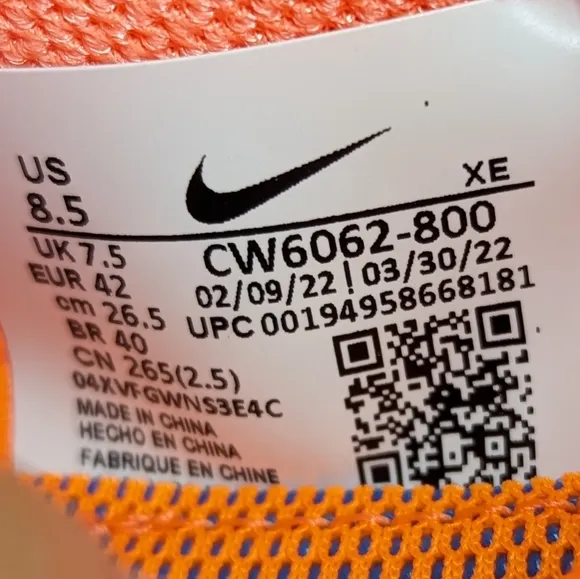 US
8.5
UK 7.5
EUR 42
cm 26.5
BR 40
CN 265(2.5)
04XVFGWNS3E4C
MADE IN CHINA
HECHO EN CHINA
FABRIQUE EN CHINE
XE
CW6062-800
02/09/22 | 03/30/22
UPC 00194958668181